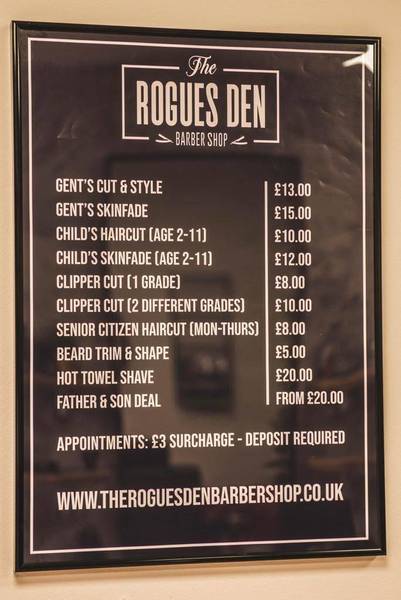 The
ROGUES DEN
BARBER SHOP
GENT'S CUT & STYLE £13.00
GENT'S SKINFADE £15.00
CHILD'S HAIRCUT (AGE 2-11) £10.00
CHILD'S SKINFADE (AGE 2-11) £12.00
CLIPPER CUT (1 GRADE) £8.00
CLIPPER CUT (2 DIFFERENT GRADES) £10.00
SENIOR CITIZEN HAIRCUT (MON-THURS) £8.00
BEARD TRIM & SHAPE £5.00
HOT TOWEL SHAVE £20.00
FATHER & SON DEAL FROM £20.00
APPOINTMENTS: £3 SURCHARGE - DEPOSIT REQUIRED
WWW.THEROGUESDENBARBERSHOP.CO.UK